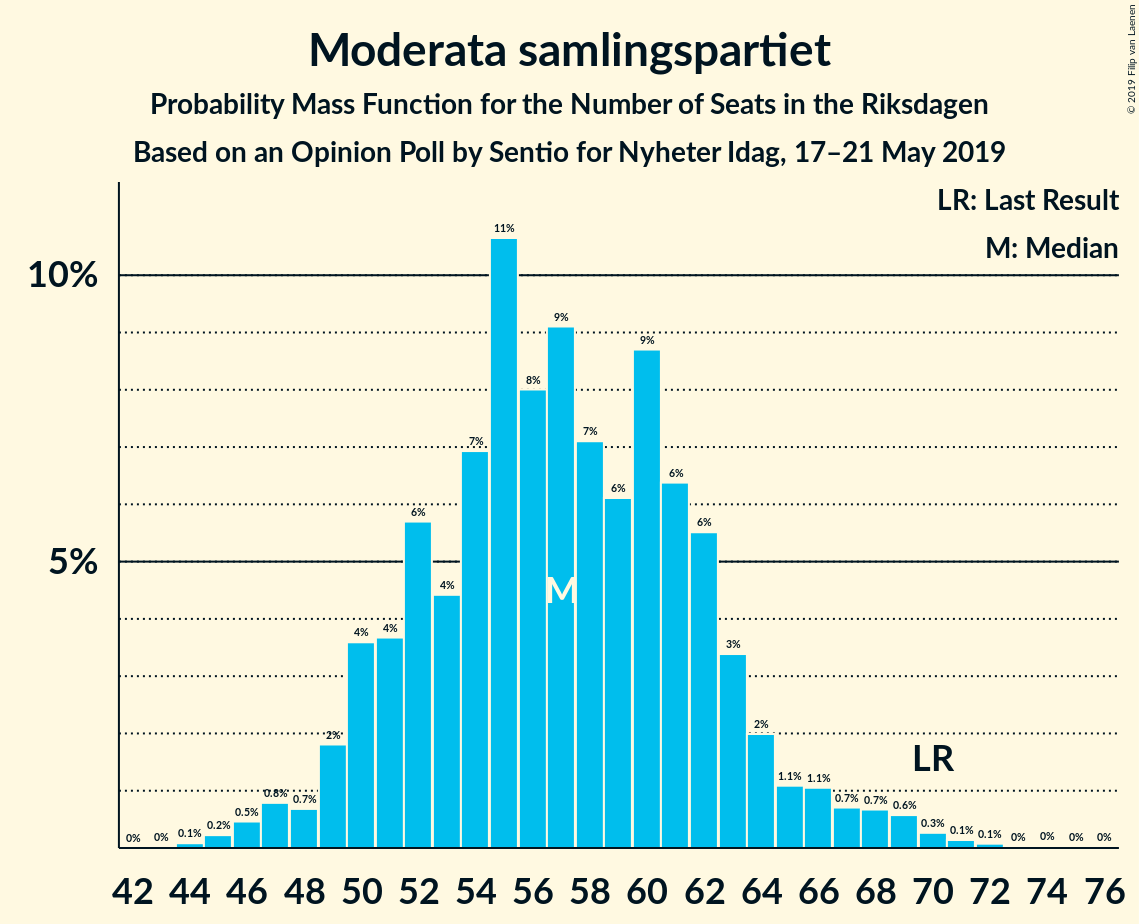 Moderata samlingspartiet
Probability Mass Function for the Number of Seats in the Riksdagen
Based on an Opinion Poll by Sentio for Nyheter Idag, 17–21 May 2019
© 2019 Filip van Laenen
LR: Last Result
M: Median
10%
5%
0% 0% 0.1% 0.2% 0.5% 0.8% 0.7% 2% 4% 4% 6% 4% 7% 11% 8% 9% 7% 6% 9% 6% 6% 3% 2% 1.1% 1.1% 0.7% 0.7% 0.6% 0.3% 0.1% 0.1% 0% 0% 0% 0%
M
LR
42 44 46 48 50 52 54 56 58 60 62 64 66 68 70 72 74 76